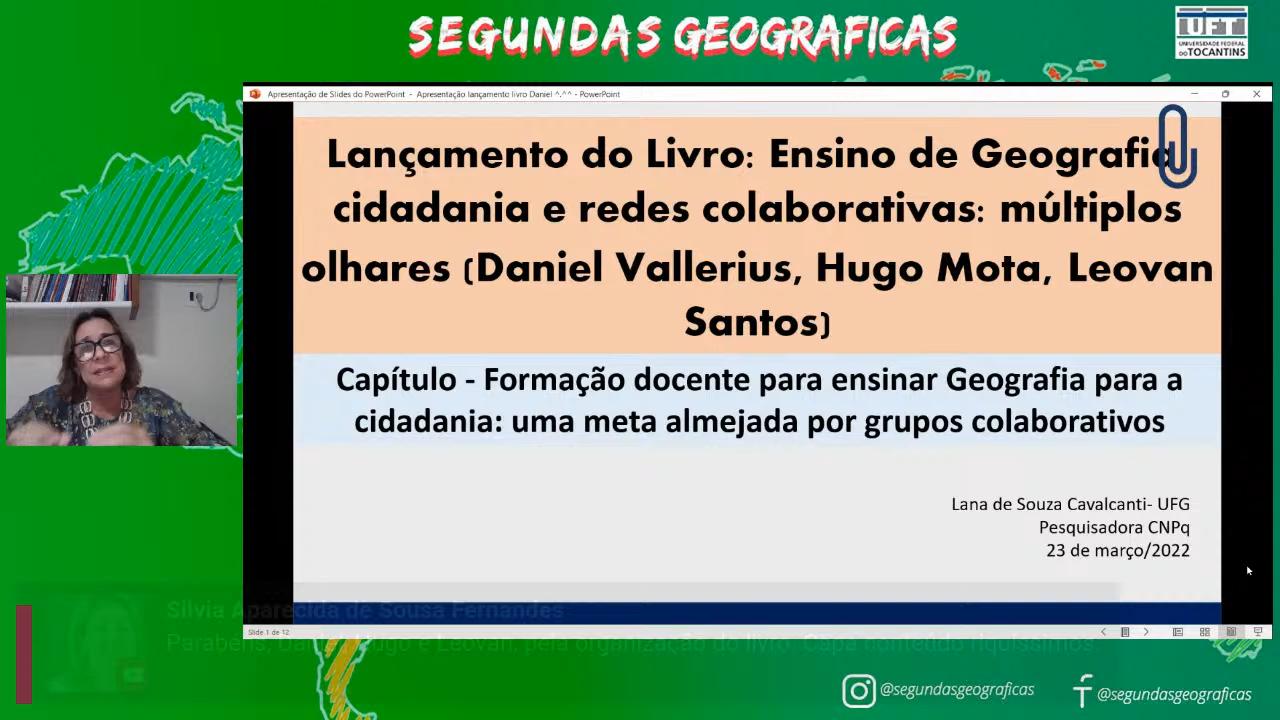 SEGUNDAS GEOGRAFICAS
UFT
UNIVERSIDADE FEDERAL
DO TOCANTINS
Apresentação de Slides do PowerPoint - Apresentação lançamento livro Daniel ^.^^ - PowerPoint
Lançamento do Livro: Ensino de Geografia
cidadania e redes colaborativas: múltiplos
olhares (Daniel Vallerius, Hugo Mota, Leovan
Santos)
Capítulo - Formação docente para ensinar Geografia para a
cidadania: uma meta almejada por grupos colaborativos
Lana de Souza Cavalcanti- UFG
Pesquisadora CNPq
23 de março/2022
Silvia Aparecida de Sousa Fernandes
Parabéns, Daniel, Hugo e Leovan, pela organização do livro. Capa conteúdo riquíssimos.
Slide 1 de 12
@segundasgeograficas
@segundasgeograficas